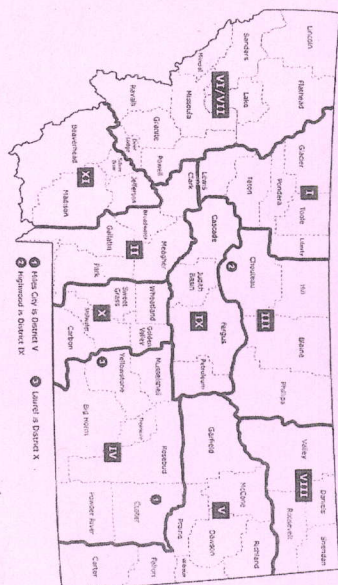 Lincoln
Flathead
Sanders
Lake
Mineral
Missoula
VI/VII
Ravalli
Granite
Powell
Deer Lodge
Glacier
I
Toole
Liberty
Pondera
Teton
Lewis
Clark
Cascade
Hill
Chouteau
2
III
Blaine
Phillips
Judith
Basin
IX
Fergus
Petroleum
Valley
Daniels
Sheridan
VIII
Roosevelt
Garfield
McCone
Richland
V
Dawson
Prairie
Beaverhead
XI
Madison
Jefferson
Broadwater
Meagher
II
Gallatin
Park
Wheatland
Golden
Valley
Sweet
Grass
X
Stillwater
Carbon
Musselshell
Yellowstone
3
Treasure
Rosebud
IV
Big Horn
1
Custer
Powder River
Fallon
Carter
1 Miles City is District V
2 Highwood is District IX
3 Laurel is District X